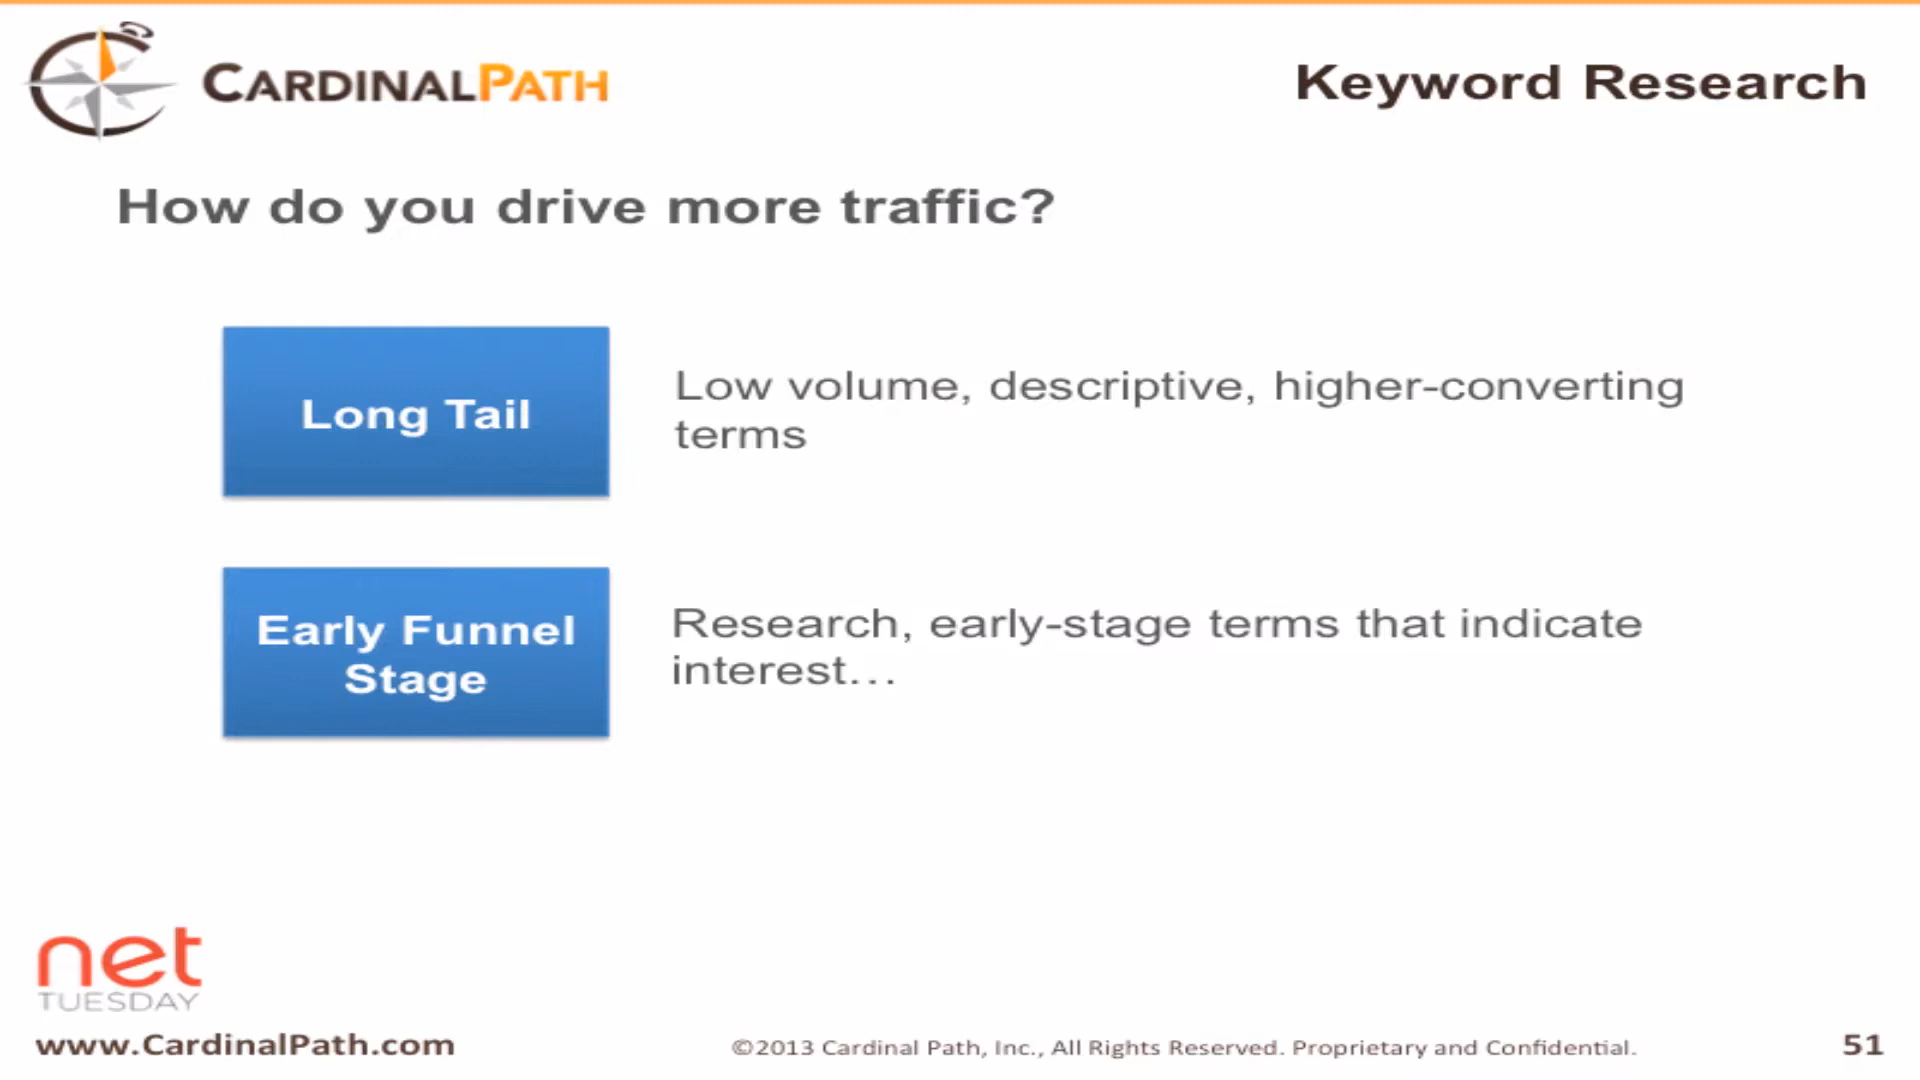 CARDINALPATH
Keyword Research
How do you drive more traffic?
Long Tail
Low volume, descriptive, higher-converting
terms
Early Funnel
Stage
Research, early-stage terms that indicate
interest…
net
TUESDAY
www.CardinalPath.com
©2013 Cardinal Path, Inc., All Rights Reserved. Proprietary and Confidential.
51